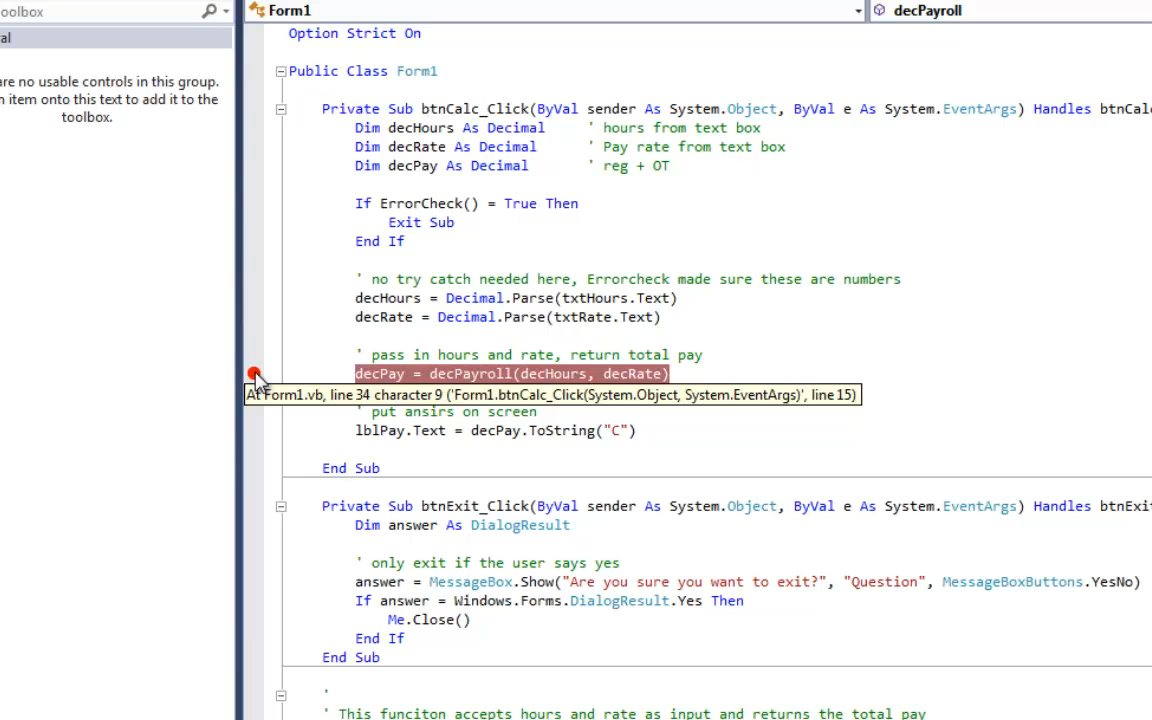 oolbox
Form1
decPayroll
al
are no usable controls in this group.
n item onto this text to add it to the
toolbox.
Option Strict On
Public Class Form1
Private Sub btnCalc_Click(ByVal sender As System.Object, ByVal e As System.EventArgs) Handles btnCalc
Dim decHours As Decimal ' hours from text box
Dim decRate As Decimal ' Pay rate from text box
Dim decPay As Decimal ' reg + OT
If ErrorCheck() = True Then
Exit Sub
End If
' no try catch needed here, Errorcheck made sure these are numbers
decHours = Decimal.Parse(txtHours.Text)
decRate = Decimal.Parse(txtRate.Text)
' pass in hours and rate, return total pay
decPay = decPayroll(decHours, decRate)
At Form1.vb, line 34 character 9 ('Form1.btnCalc_Click(System.Object, System.EventArgs)', line 15)
' put ansirs on screen
lblPay.Text = decPay.ToString("C")
End Sub
Private Sub btnExit_Click(ByVal sender As System.Object, ByVal e As System.EventArgs) Handles btnExit
Dim answer As DialogResult
' only exit if the user says yes
answer = MessageBox.Show("Are you sure you want to exit?", "Question", MessageBoxButtons.YesNo)
If answer = Windows.Forms.DialogResult.Yes Then
Me.Close()
End If
End Sub
'
' This funciton accepts hours and rate as input and returns the total pay